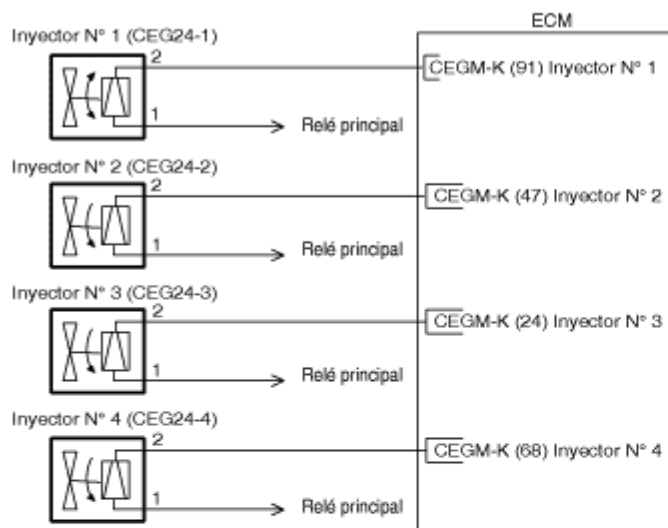 ECM
Inyector N° 1 (CEG24-1)
2
CEGM-K (91) Inyector N° 1
1
Relé principal
Inyector N° 2 (CEG24-2)
2
CEGM-K (47) Inyector N° 2
1
Relé principal
Inyector N° 3 (CEG24-3)
2
CEGM-K (24) Inyector N° 3
1
Relé principal
Inyector N° 4 (CEG24-4)
2
CEGM-K (68) Inyector N° 4
1
Relé principal